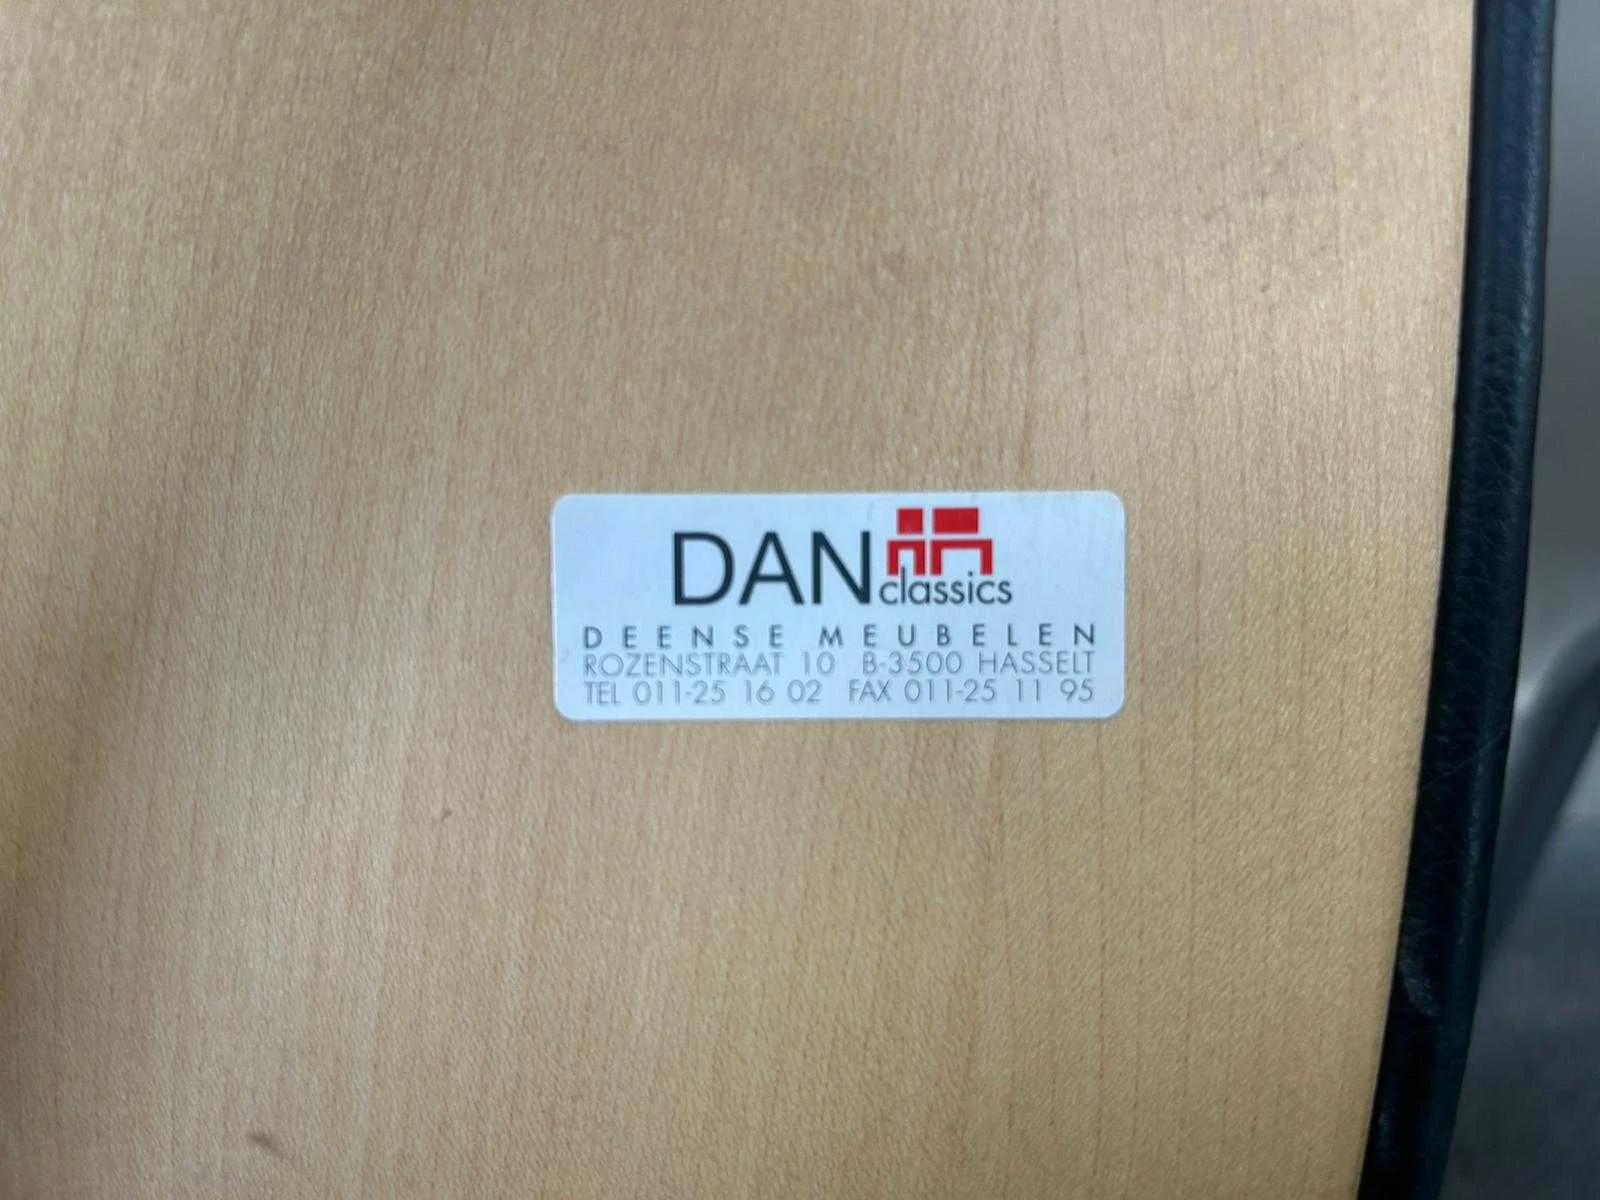 DAN classics
DEENSE MEUBELEN
ROZENSTRAAT 10 B-3500 HASSELT
TEL 011-25 16 02 FAX 011-25 11 95